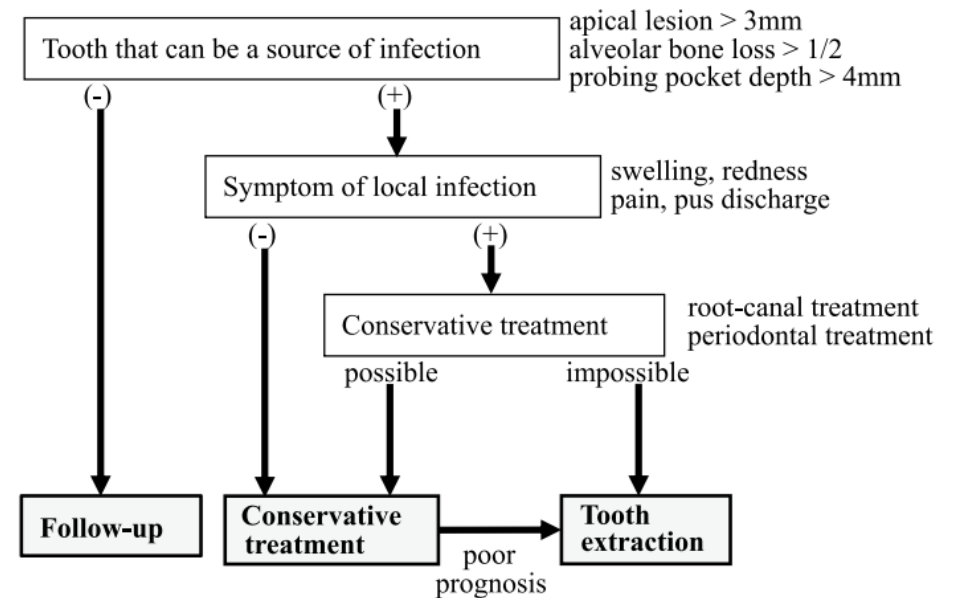 Tooth that can be a source of infection
apical lesion > 3mm
alveolar bone loss > 1/2
probing pocket depth > 4mm
(-)
(+)
Symptom of local infection
swelling, redness
pain, pus discharge
(-)
(+)
Conservative treatment
root-canal treatment
periodontal treatment
possible
impossible
Follow-up
Conservative
treatment
poor
prognosis
Tooth
extraction